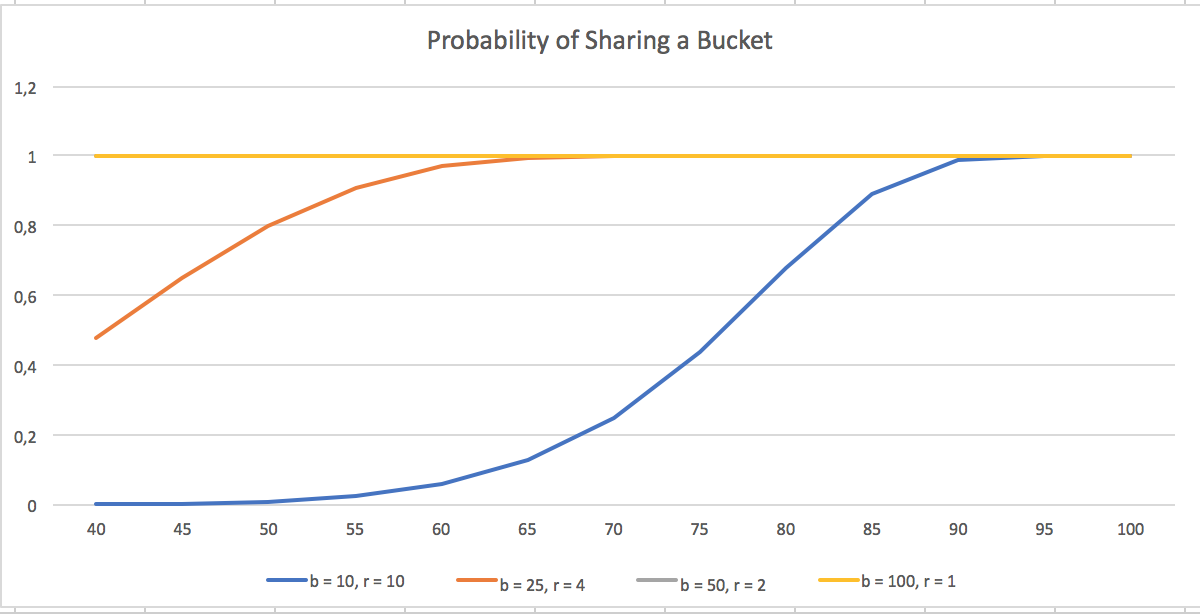 Probability of Sharing a Bucket
1,2
1
0,8
0,6
0,4
0,2
0
40 45 50 55 60 65 70 75 80 85 90 95 100
b = 10, r = 10 b = 25, r = 4 b = 50, r = 2 b = 100, r = 1